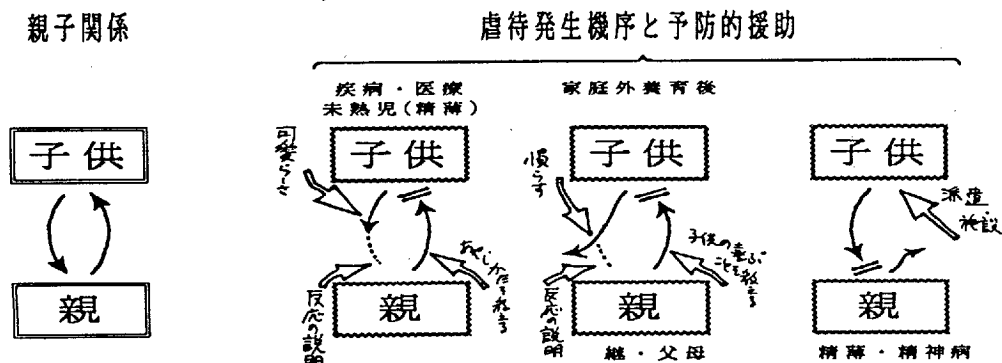 親子関係
虐待発生機序と予防的援助
疾病・医療
未熟児(精薄)
家庭外養育後
子供
子供
子供
子供
可愛らしさ
慣らす
派遣
施設
あやしかたを教える
子供の喜ぶ
ことを教える
反応の説明
反応の説明
親
親
親
親
継・父母
精薄・精神病